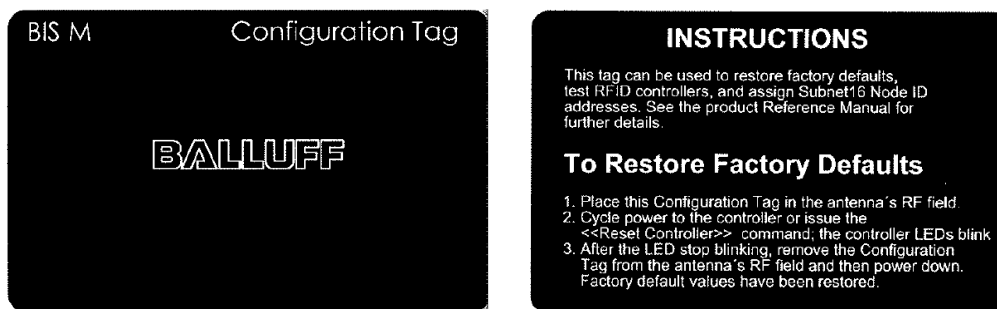 BIS M Configuration Tag
BALLUFF
INSTRUCTIONS
This tag can be used to restore factory defaults,
test RFID controllers, and assign Subnet16 Node ID
addresses. See the product Reference Manual for
further details.
To Restore Factory Defaults
1. Place this Configuration Tag in the antenna´s RF field.
2. Cycle power to the controller or issue the
<<Reset Controller>> command; the controller LEDs blink
3. After the LED stop blinking, remove the Configuration
Tag from the antenna´s RF field and then power down.
Factory default values have been restored.